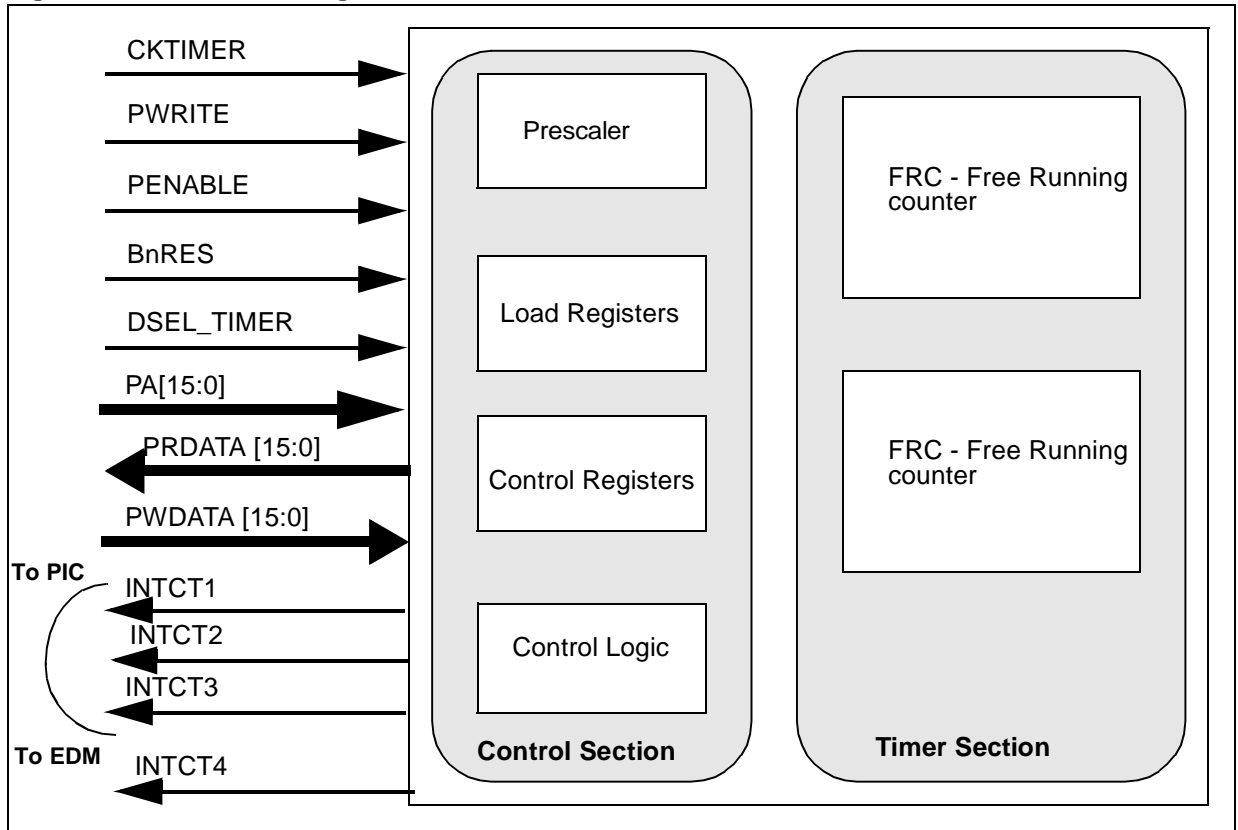 CKTIMER
PWRITE
PENABLE
BnRES
DSEL_TIMER
PA[15:0]
PRDATA [15:0]
PWDATA [15:0]
To PIC
INTCT1
INTCT2
INTCT3
To EDM
INTCT4
Prescaler
Load Registers
Control Registers
Control Logic
Control Section
FRC - Free Running
counter
FRC - Free Running
counter
Timer Section